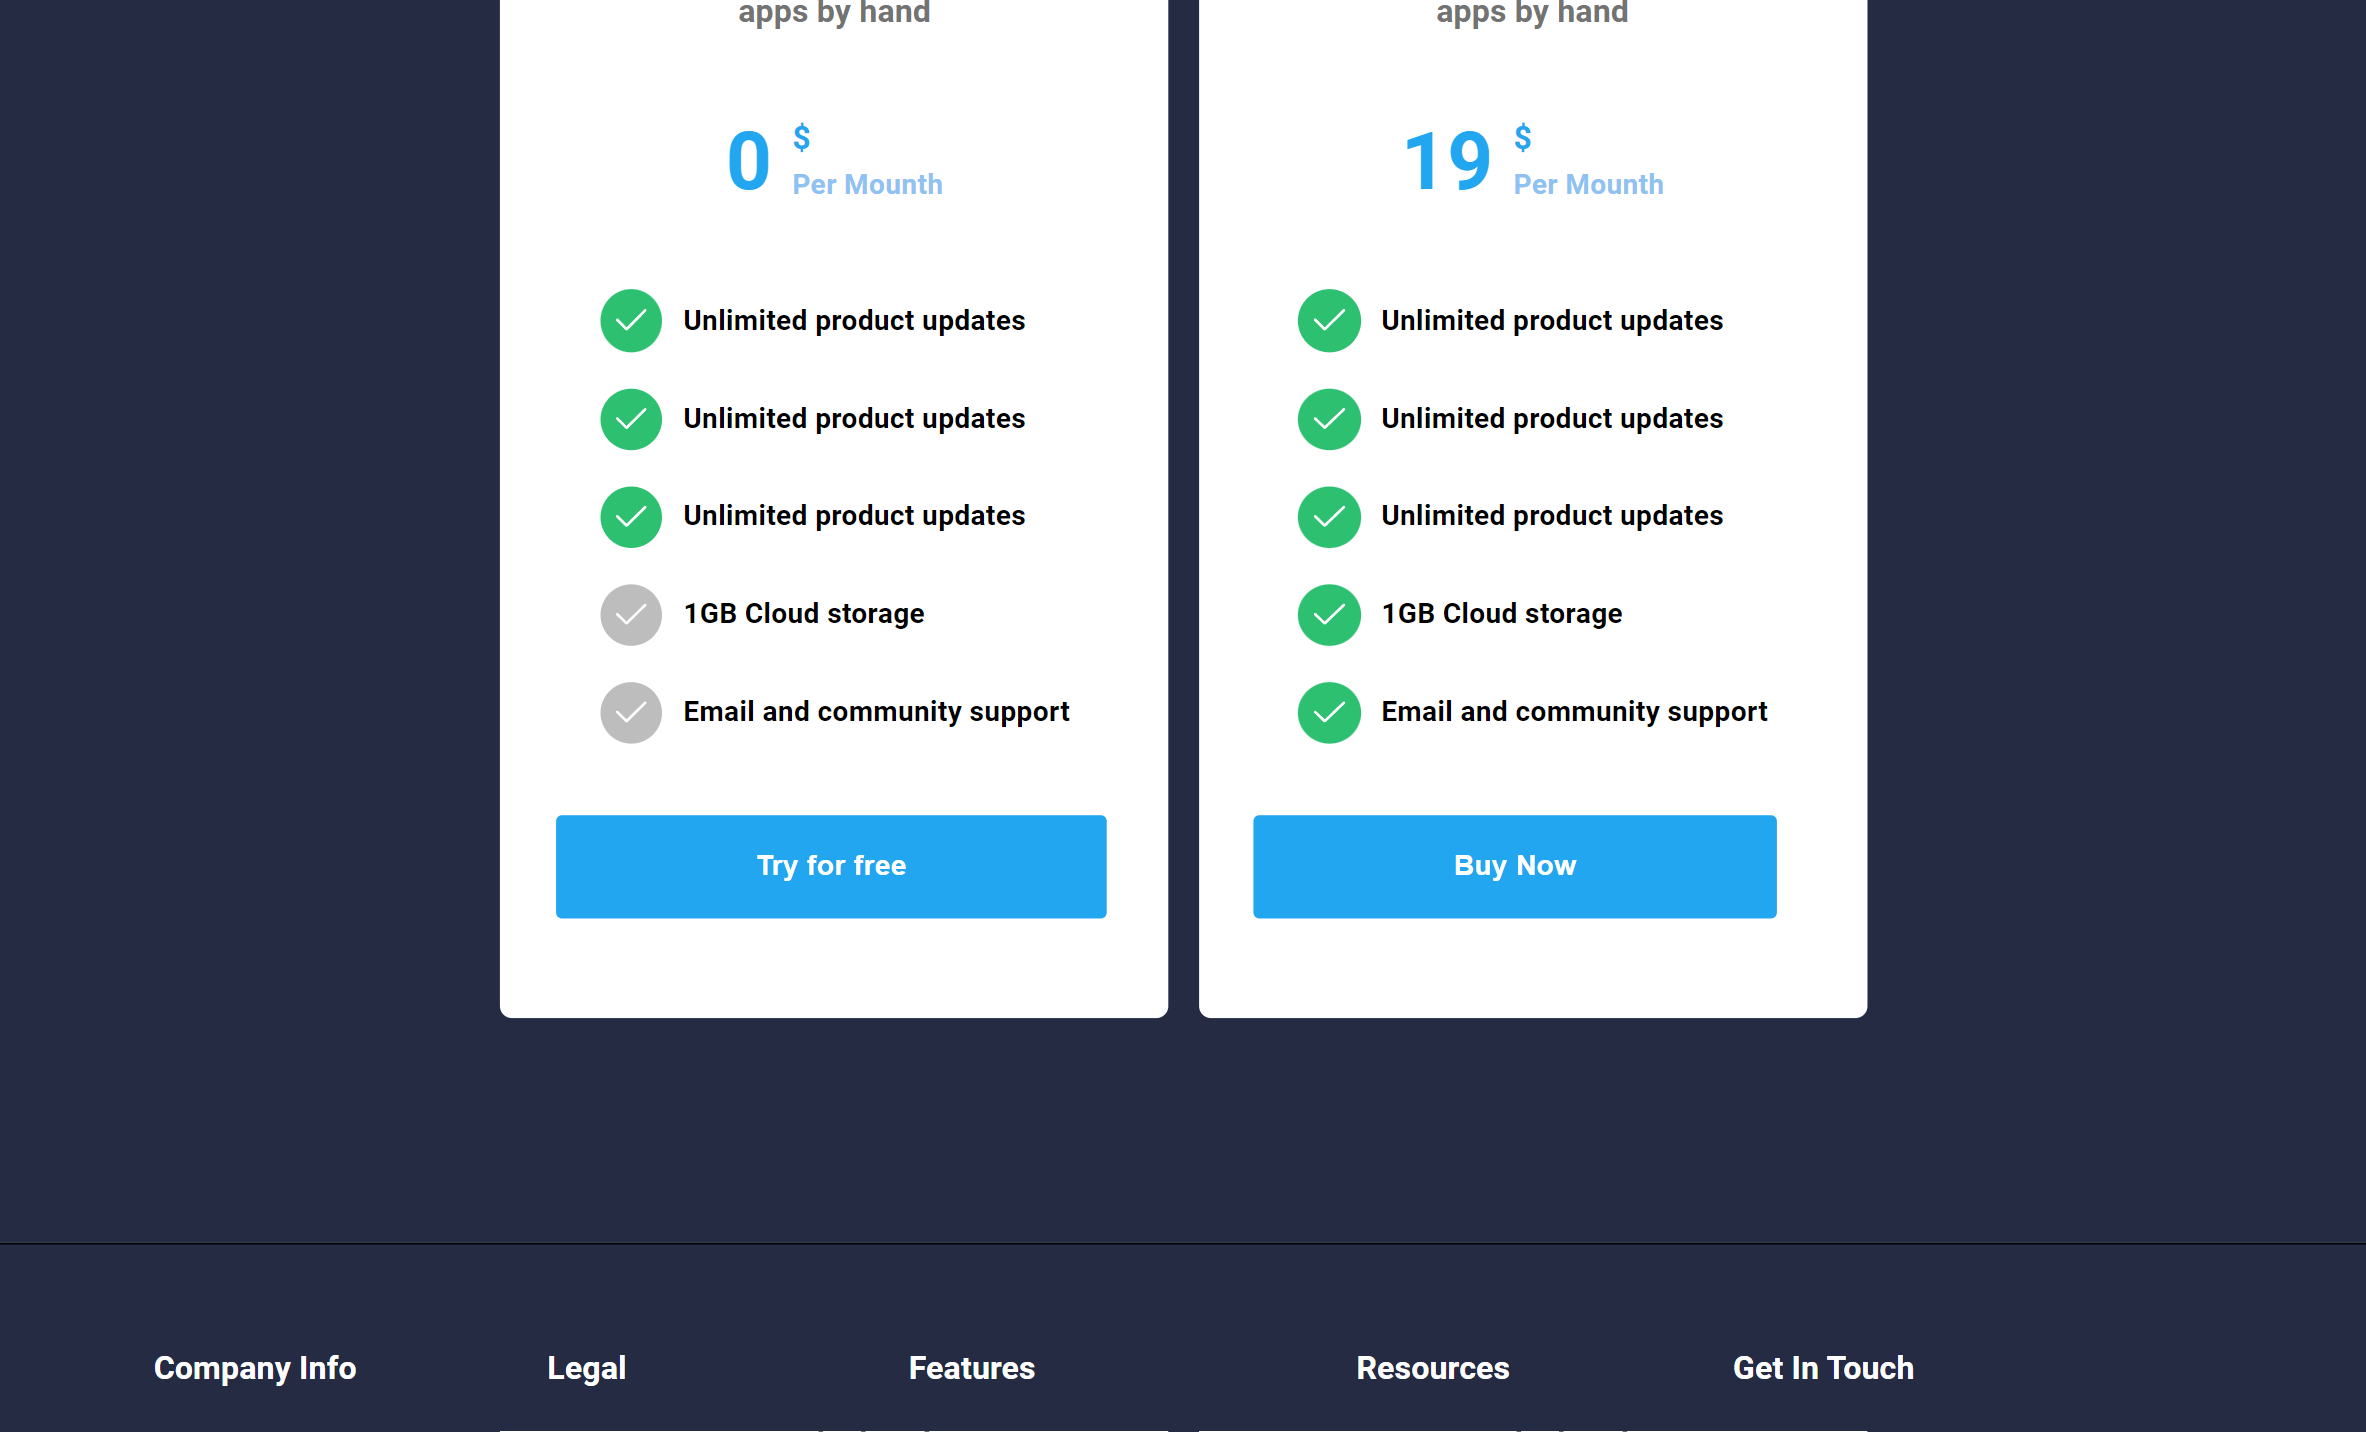 apps by hand
0 $
Per Mounth
Unlimited product updates
Unlimited product updates
Unlimited product updates
1GB Cloud storage
Email and community support
Try for free
apps by hand
19 $
Per Mounth
Unlimited product updates
Unlimited product updates
Unlimited product updates
1GB Cloud storage
Email and community support
Buy Now
Company Info
Legal
Features
Resources
Get In Touch